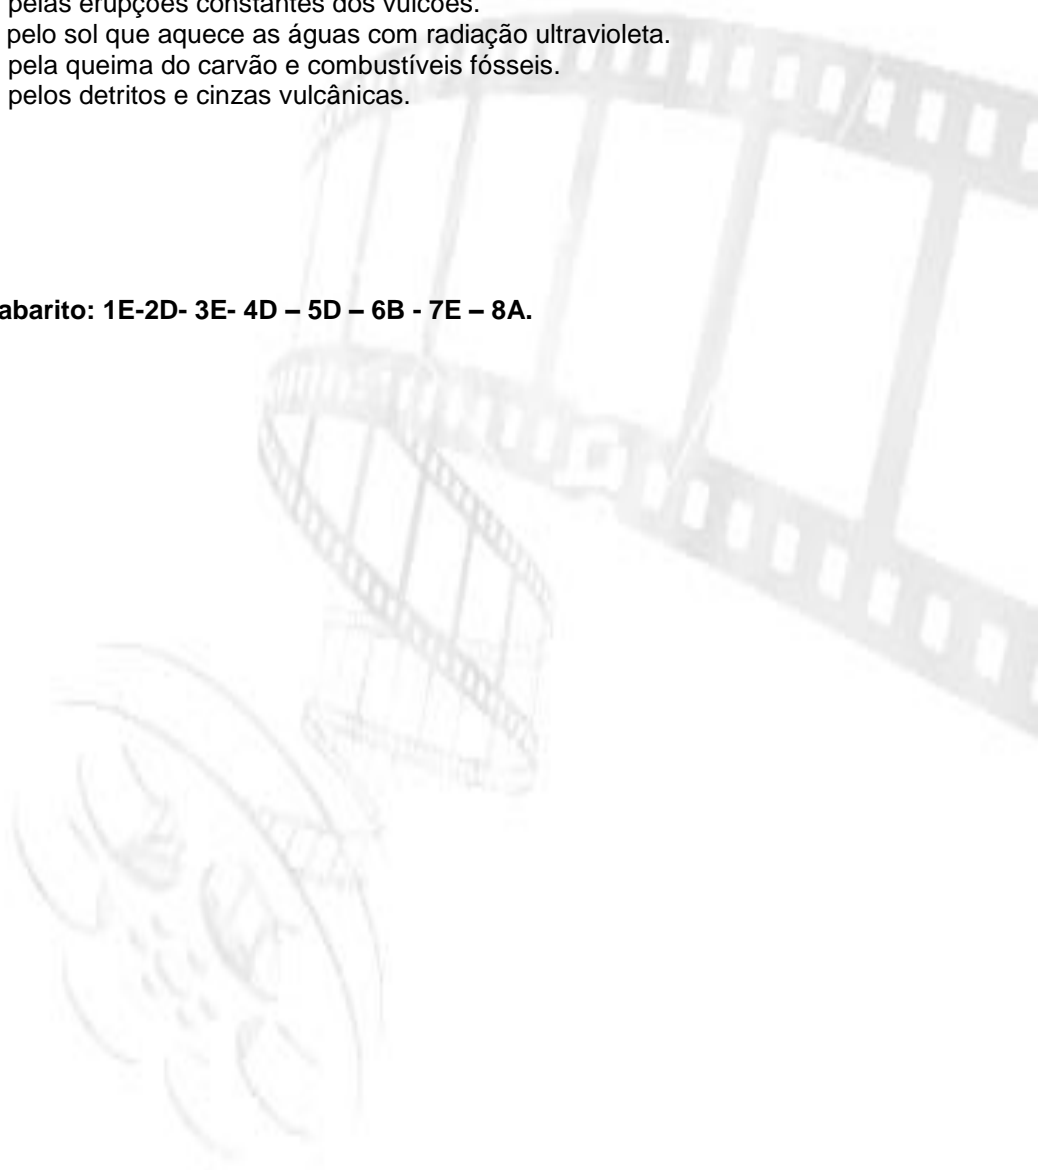 pelas erupções constantes dos vulcões.
pelo sol que aquece as águas com radiação ultravioleta.
pela queima do carvão e combustíveis fósseis.
pelos detritos e cinzas vulcânicas.
abarito: 1E-2D- 3E- 4D – 5D – 6B - 7E – 8A.